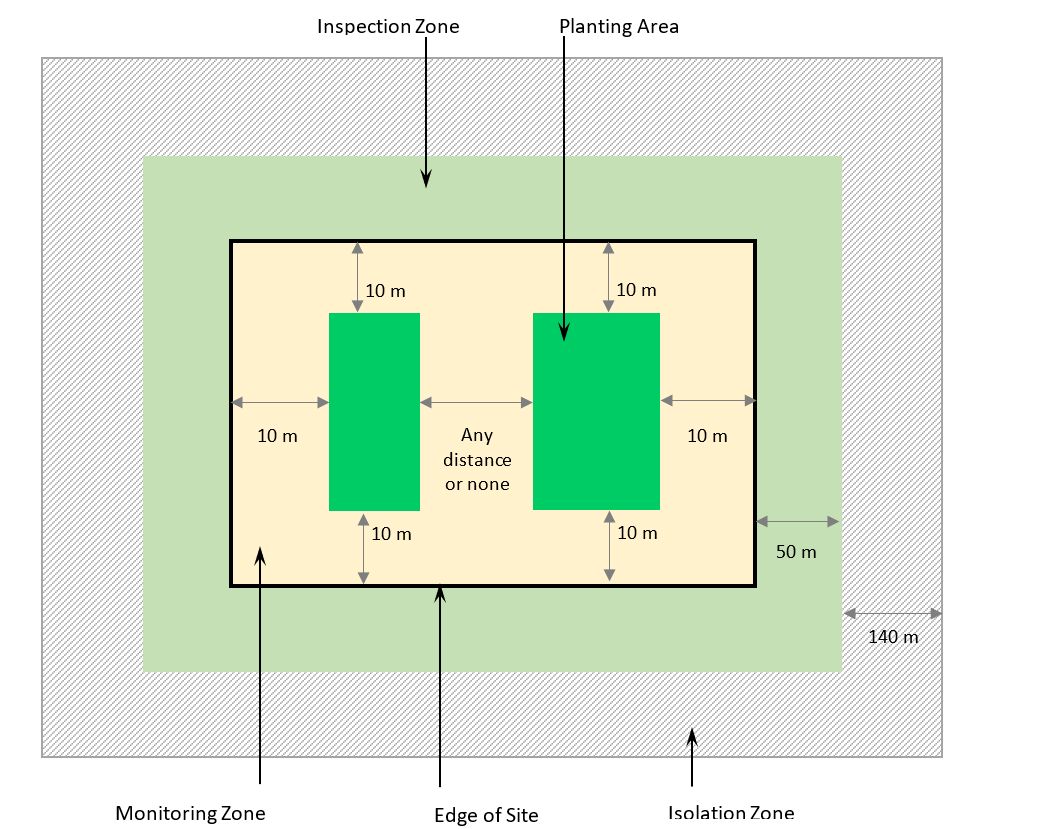 Inspection Zone
Planting Area
10 m
10 m
10 m
Any
distance
or none
10 m
10 m
10 m
50 m
140 m
Monitoring Zone
Edge of Site
Isolation Zone